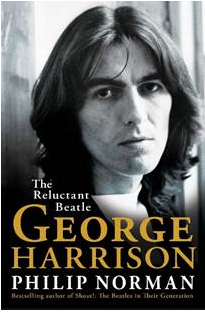 The
Reluctant
Beatle
GEORGE
HARRISON
PHILIP NORMAN
Bestselling author of Shout!: The Beatles in Their Generation